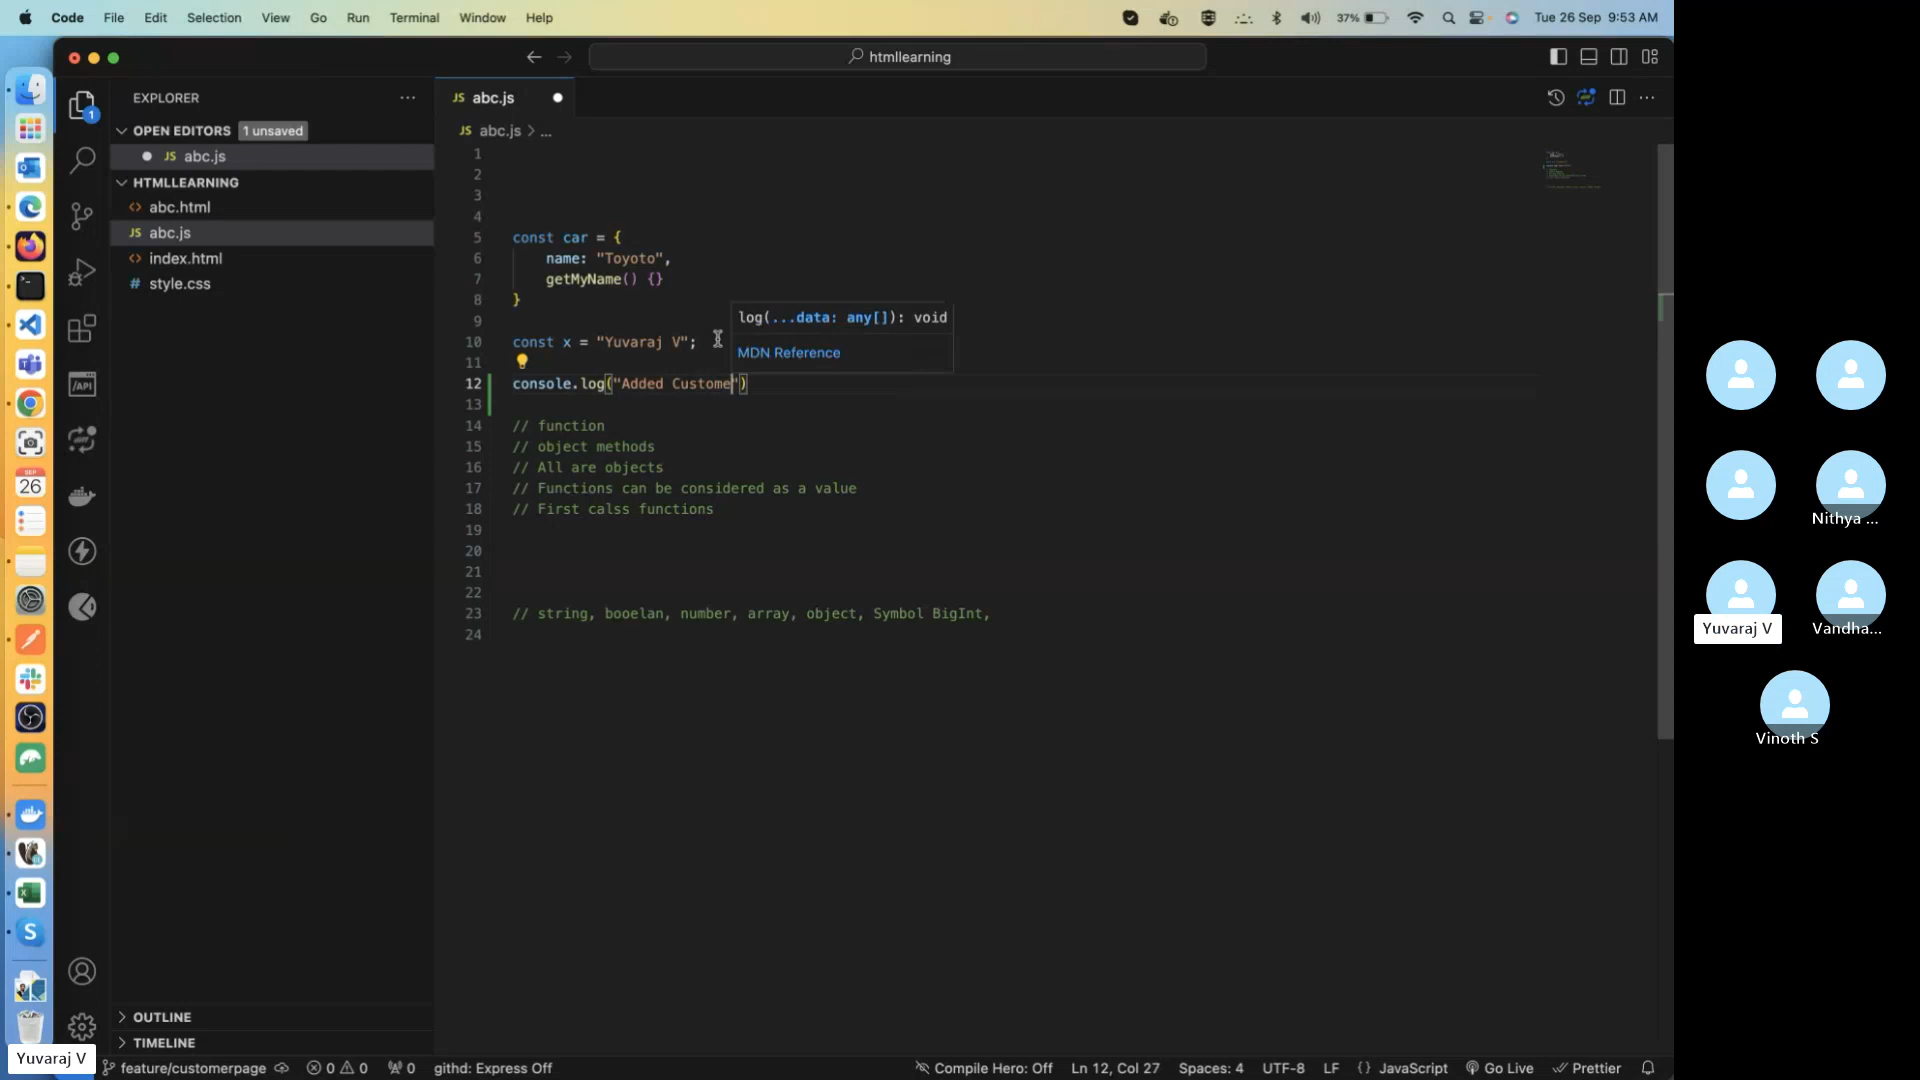 Code File Edit Selection View Go Run Terminal Window Help 37% Tue 26 Sep 9:53 AM
htmllearning
EXPLORER
OPEN EDITORS 1 unsaved
JS abc.js
HTMLLEARNING
<> abc.html
JS abc.js
<> index.html
# style.css
OUTLINE
TIMELINE
1
/API
SEP
26
S
JS abc.js
JS abc.js > ...
1
2
3
4
5 const car = {
6 name: "Toyoto",
7 getMyName() {}
8 }
9
10 const x = "Yuvaraj V";
11
12 console.log("Added Custome")
13
14 // function
15 // object methods
16 // All are objects
17 // Functions can be considered as a value
18 // First calss functions
19
20
21
22
23 // string, booelan, number, array, object, Symbol BigInt,
24
log(...data: any[]): void
MDN Reference
Nithya ...
Yuvaraj V
Vandha...
Vinoth S
Yuvaraj V
feature/customerpage 0 0 0 githd: Express Off Compile Hero: Off Ln 12, Col 27 Spaces: 4 UTF-8 LF {} JavaScript Go Live Prettier